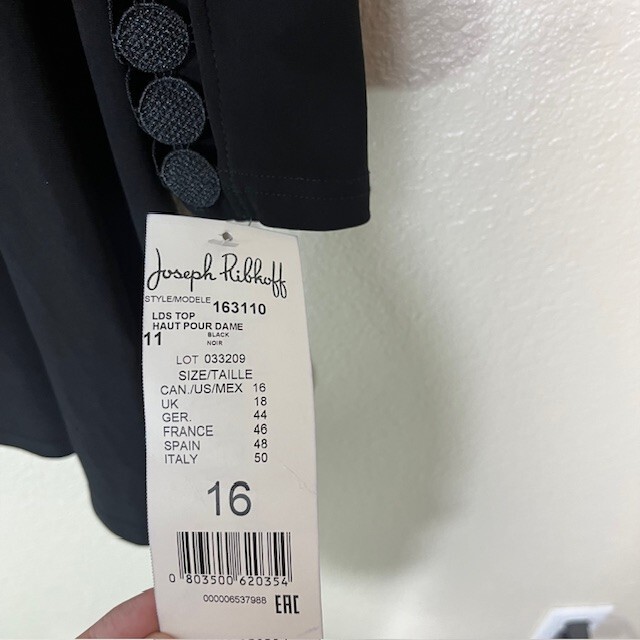 Joseph Ribkoff
STYLE/MODELE 163110
LDS TOP
HAUT POUR DAME
11 BLACK
NOIR
LOT 033209
SIZE/TAILLE
CAN./US/MEX 16
UK 18
GER. 44
FRANCE 46
SPAIN 48
ITALY 50
16
0 803500 620354
000006537988 EAC